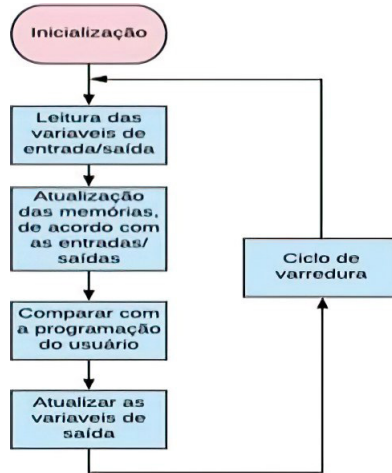 Inicialização
Leitura das
variaveis de
entrada/saída
Atualização
das memórias,
de acordo com
as entradas/
saídas
Comparar com
a programação
do usuário
Atualizar as
variaveis de
saída
Ciclo de
varredura